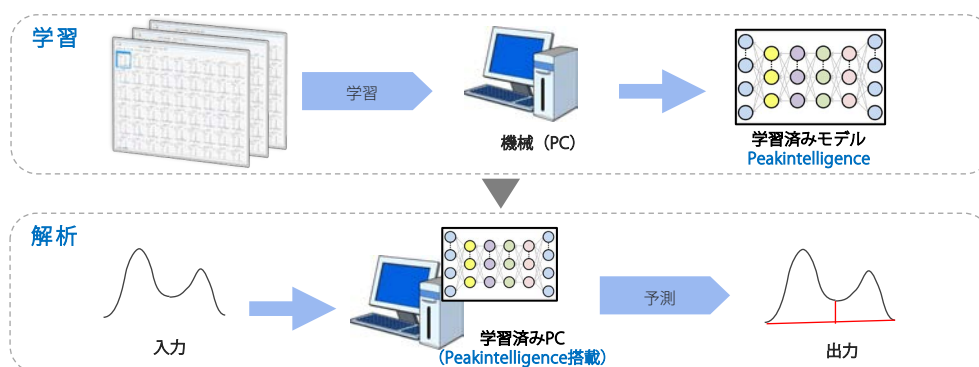 学習
学習
機械（PC）
学習済みモデル
Peakintelligence
解析
入力
学習済みPC
（Peakintelligence搭載）
予測
出力